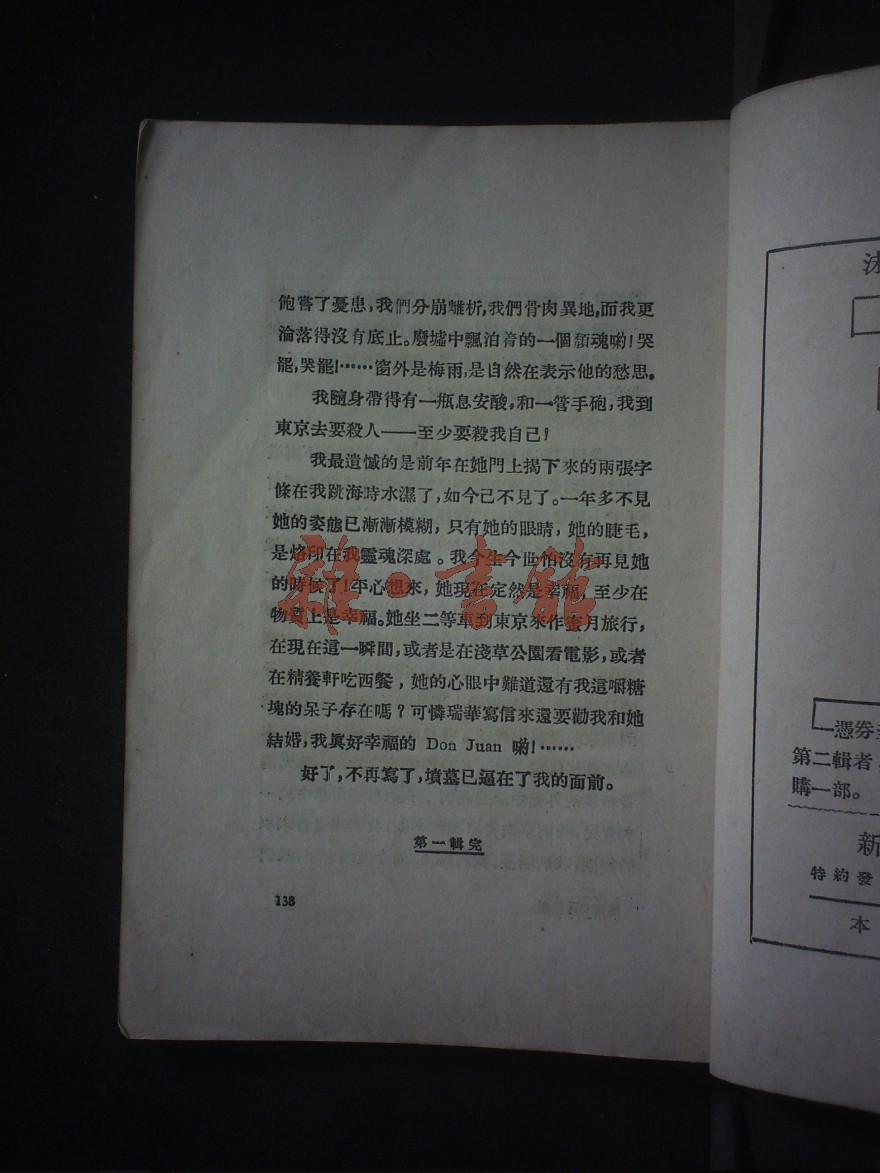 飽嘗了憂患，我們分崩離析，我們骨肉異地，而我更
淪落得沒有底止。廢墟中飄泊着的一個頹魂喲！哭
罷，哭罷！……窗外是梅雨，是自然在表示他的愁思。
我隨身帶得有一瓶息安酸，和一管手砲，我到
東京去要殺人——至少要殺我自己！
我最遺憾的是前年在她門上揭下來的兩張字
條在我跳海時水濕了，如今已不見了。一年多不見
她的姿態已漸漸模糊，只有她的眼睛，她的睫毛，
是烙印在我靈魂深處。我今生今世怕沒有再見她
的時候了！平心想來，她現在定然是幸福，至少在
物質上是幸福。她坐二等車到東京來作蜜月旅行，
在現在這一瞬間，或者是在淺草公園看電影，或者
在精養軒吃西餐，她的心眼中難道還有我這嚼糖
塊的呆子存在嗎？可憐瑞華寫信來還要勸我和她
結婚，我眞好幸福的 Don Juan 喲！……
好了，不再寫了，墳墓已逼在了我的面前。
第一輯完
138
雜·書館
憑券
第二輯者
購一部。
新
特約發
本